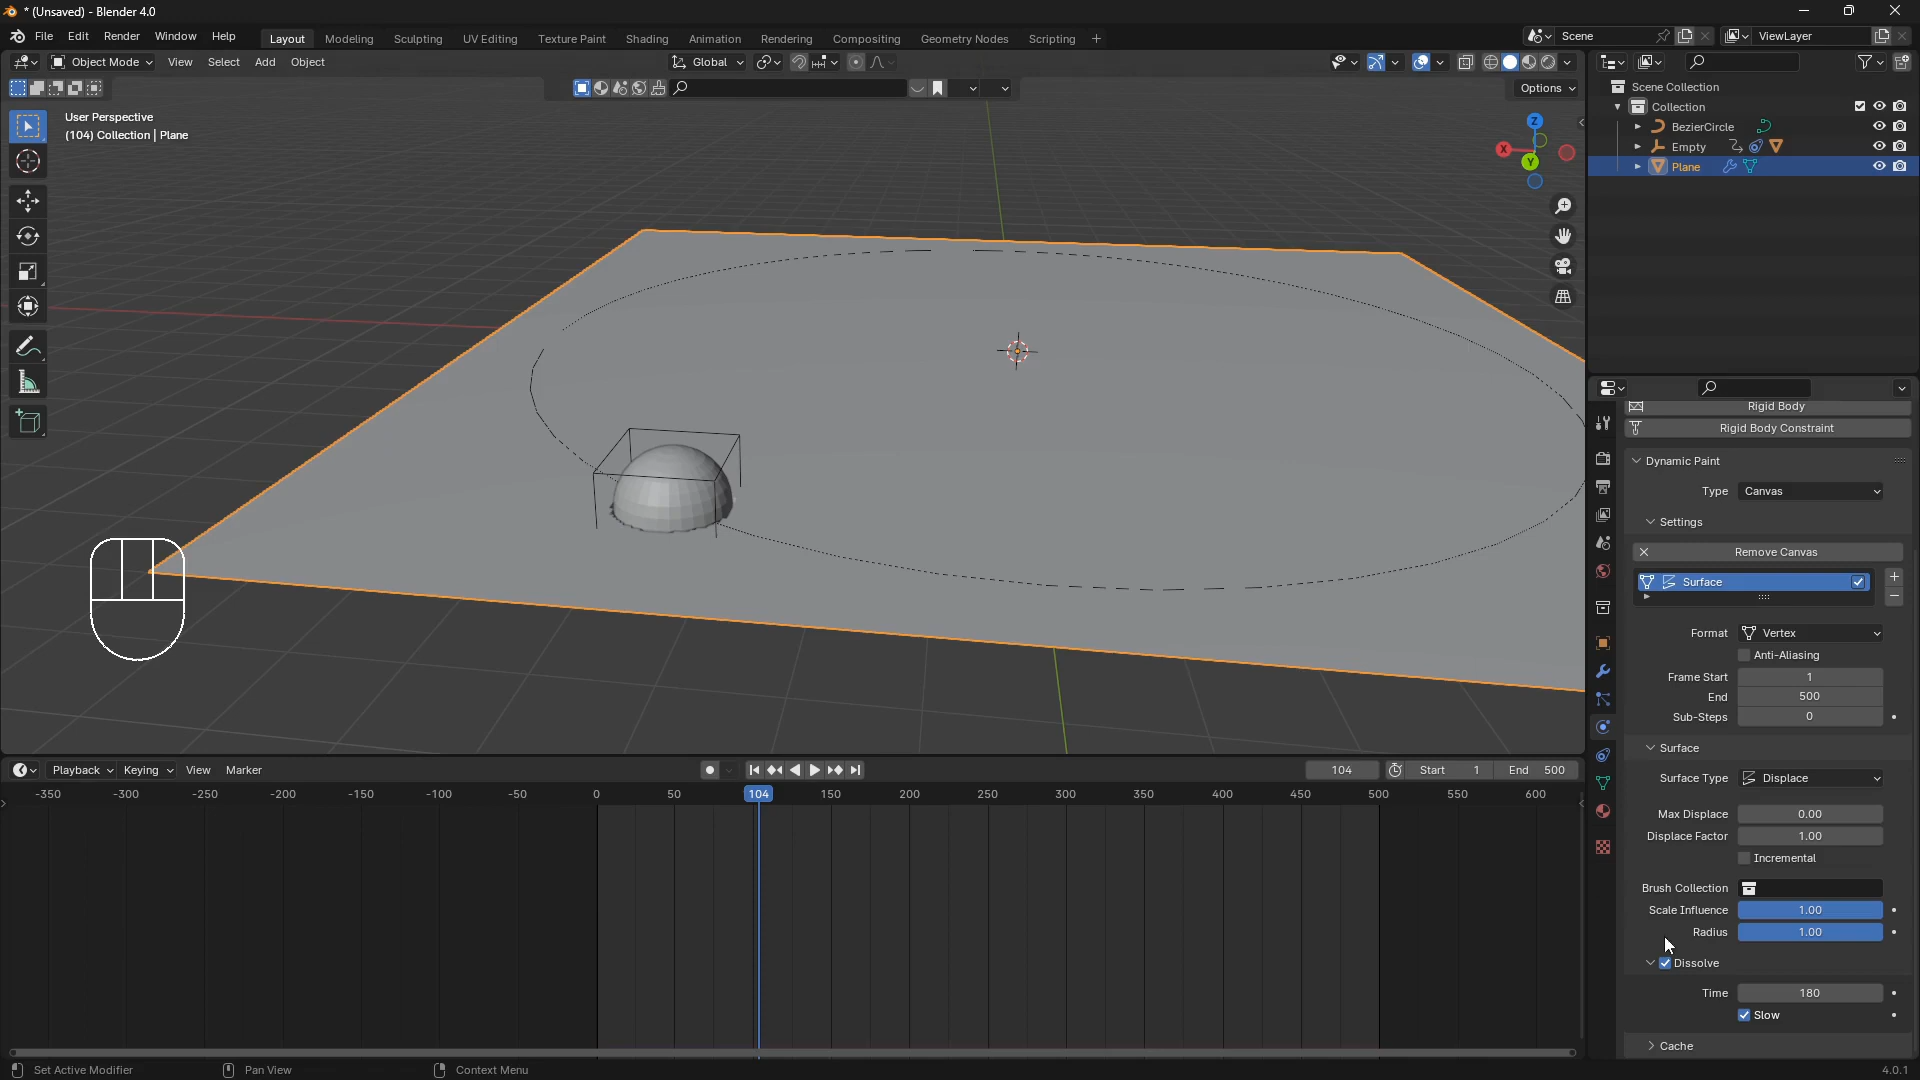 * (Unsaved) - Blender 4.0
File Edit Render Window Help
Layout Modeling Sculpting UV Editing Texture Paint Shading Animation Rendering Compositing Geometry Nodes Scripting +
Scene
ViewLayer
Object Mode View Select Add Object
Global
Options
User Perspective
(104) Collection | Plane
Z
X
Y
Scene Collection
Collection
BezierCircle
Empty
Plane
Rigid Body
Rigid Body Constraint
Dynamic Paint
Type Canvas
Settings
Remove Canvas
Surface
Format Vertex
Anti-Aliasing
Frame Start 1
End 500
Sub-Steps 0
Surface
Surface Type Displace
Max Displace 0.00
Displace Factor 1.00
Incremental
Brush Collection
Scale Influence 1.00
Radius 1.00
Dissolve
Time 180
Slow
Cache
Playback Keying View Marker
104 Start 1 End 500
-350 -300 -250 -200 -150 -100 -50 0 50 104 150 200 250 300 350 400 450 500 550 600
Set Active Modifier Pan View Context Menu
4.0.1